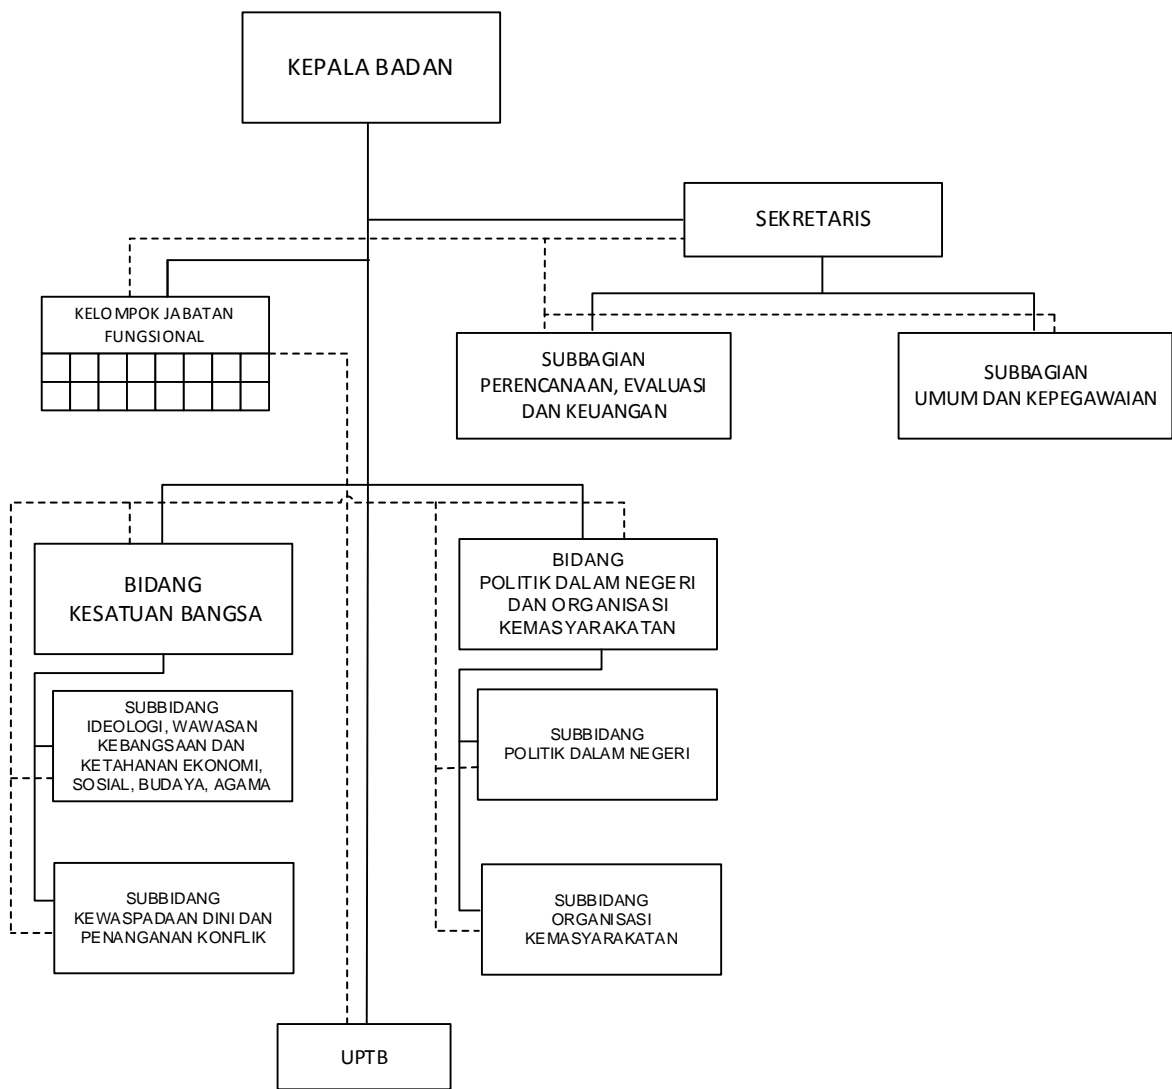 KEPALA BADAN
SEKRETARIS
KELOMPOK JABATAN
FUNGSIONAL
SUBBAGIAN
PERENCANAAN, EVALUASI
DAN KEUANGAN
SUBBAGIAN
UMUM DAN KEPEGAWAIAN
BIDANG
KESATUAN BANGSA
BIDANG
POLITIK DALAM NEGERI
DAN ORGANISASI
KEMASYARAKATAN
SUBBIDANG
IDEOLOGI, WAWASAN
KEBANGSAAN DAN
KETAHANAN EKONOMI,
SOSIAL, BUDAYA, AGAMA
SUBBIDANG
POLITIK DALAM NEGERI
SUBBIDANG
KEWASPADAAN DINI DAN
PENANGANAN KONFLIK
SUBBIDANG
ORGANISASI
KEMASYARAKATAN
UPTB